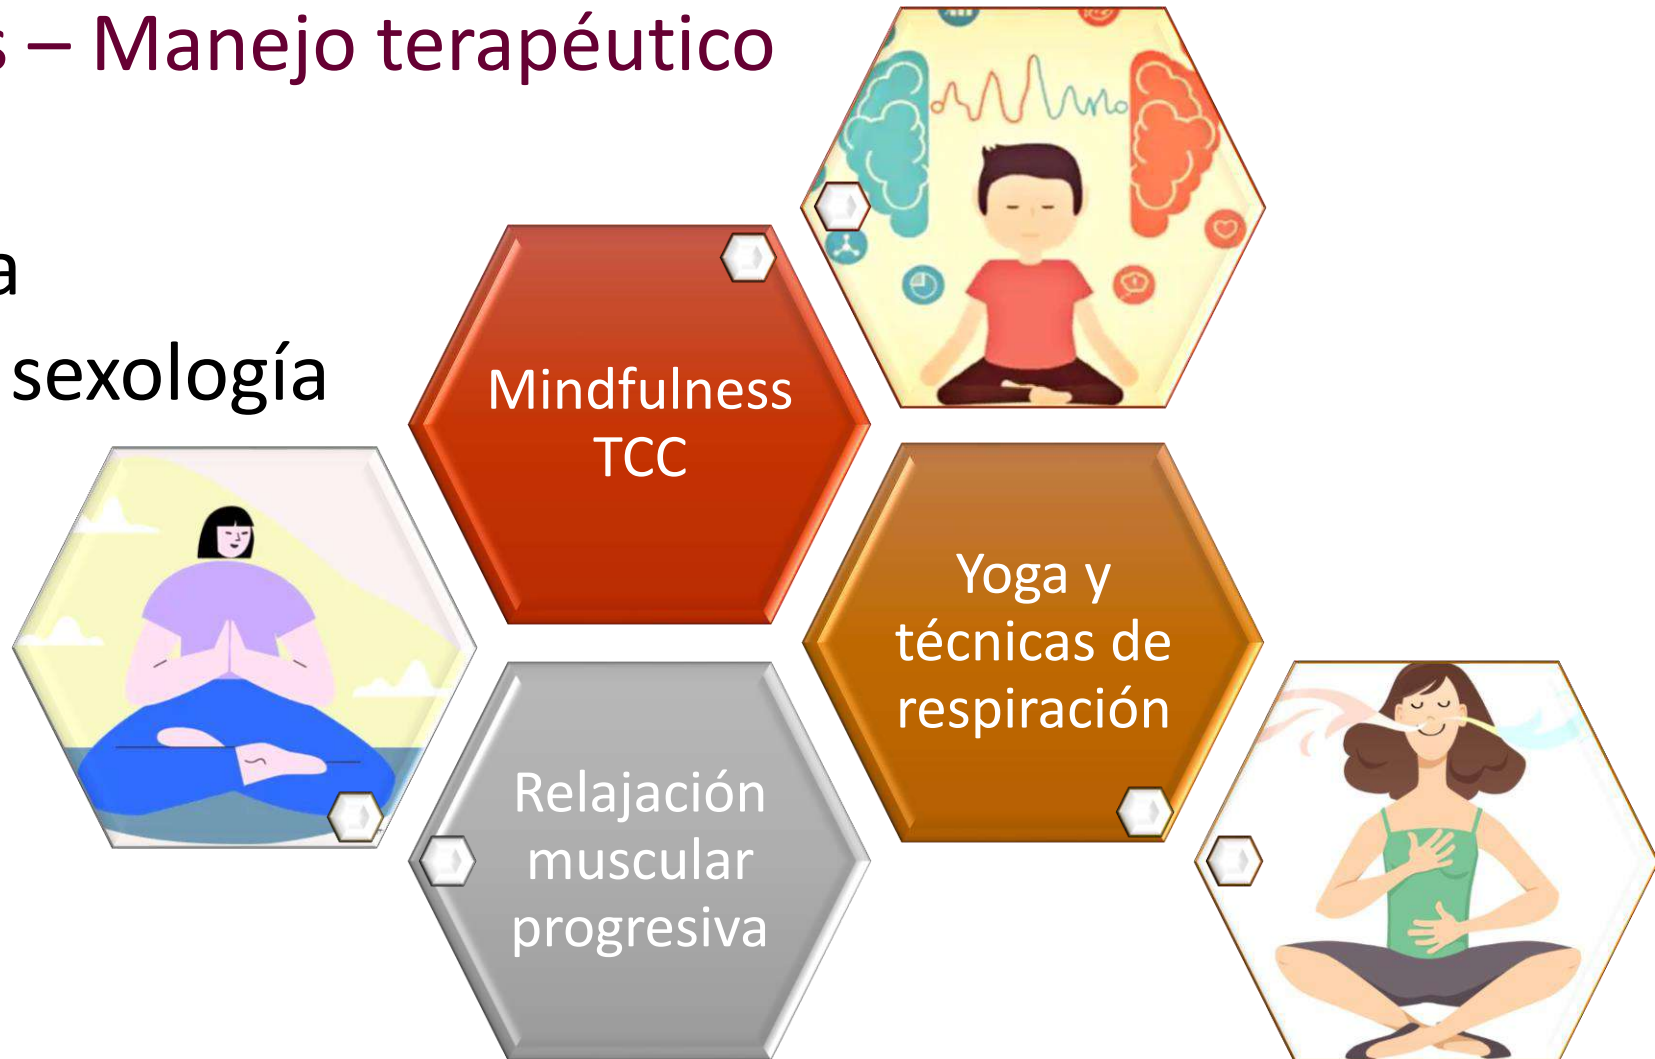 s – Manejo terapéutico
a
sexología
Mindfulness
TCC
Yoga y
técnicas de
respiración
Relajación
muscular
progresiva